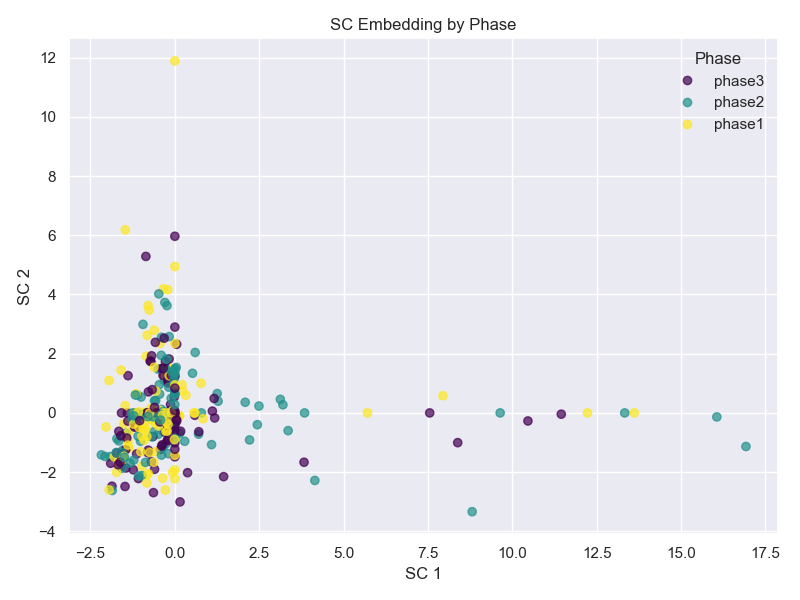 SC Embedding by Phase
Phase
phase3
phase2
phase1
SC 2
12
10
8
6
4
2
0
−2
−4
−2.5 0.0 2.5 5.0 7.5 10.0 12.5 15.0 17.5
SC 1